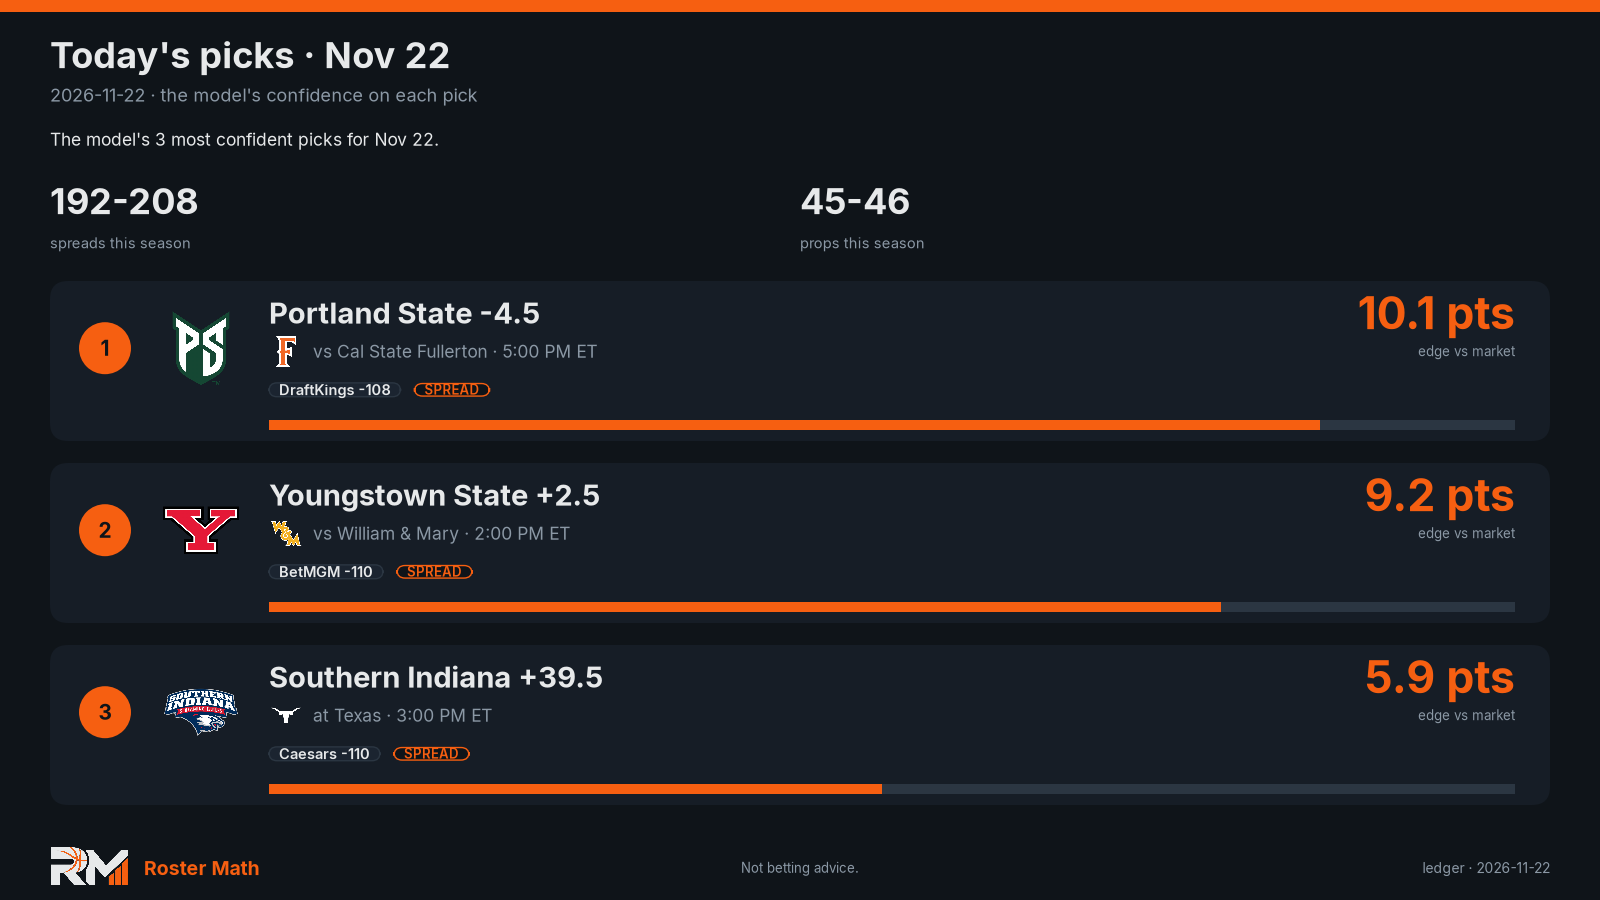 Today's picks · Nov 22
2026-11-22 · the model's confidence on each pick
The model's 3 most confident picks for Nov 22.
192-208
spreads this season
45-46
props this season
1
PS
Portland State -4.5
F
vs Cal State Fullerton · 5:00 PM ET
DraftKings -108
SPREAD
10.1 pts
edge vs market
2
Y
Youngstown State +2.5
W&M
vs William & Mary · 2:00 PM ET
BetMGM -110
SPREAD
9.2 pts
edge vs market
3
SOUTHERN
INDIANA
Southern Indiana +39.5
at Texas · 3:00 PM ET
Caesars -110
SPREAD
5.9 pts
edge vs market
RM
Roster Math
Not betting advice.
ledger · 2026-11-22